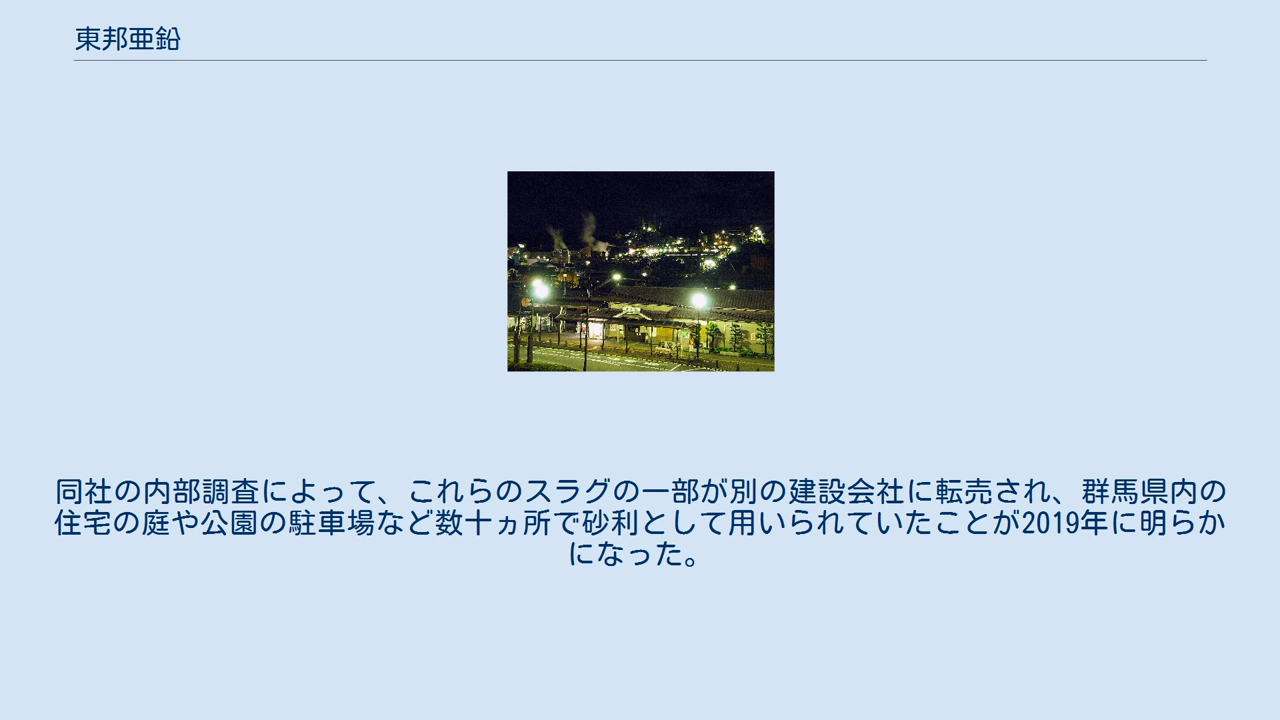 東邦亜鉛
同社の内部調査によって、これらのスラグの一部が別の建設会社に転売され、群馬県内の
住宅の庭や公園の駐車場など数十ヵ所で砂利として用いられていたことが2019年に明らか
になった。